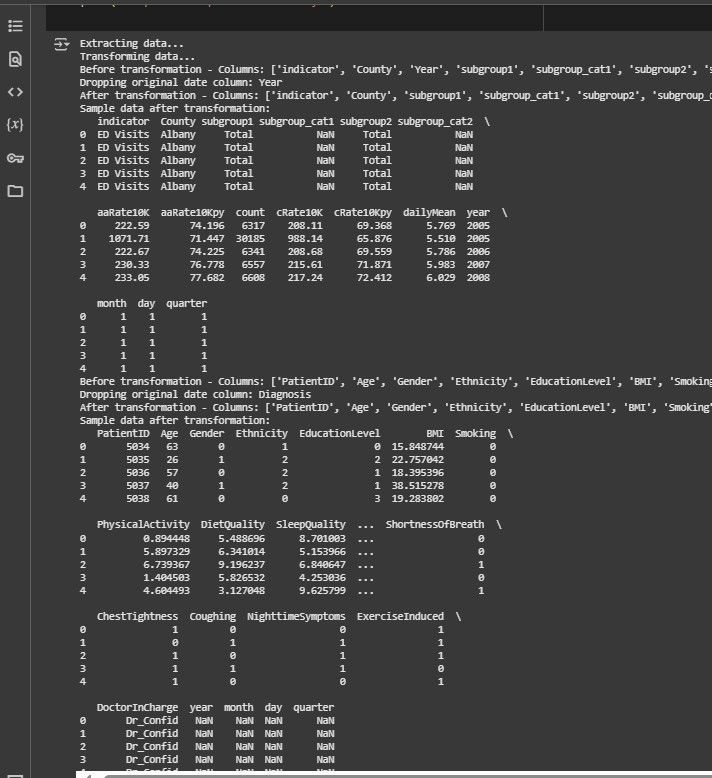 Extracting data...
Transforming data...
Before transformation - Columns: ['indicator', 'County', 'Year', 'subgroup1', 'subgroup_cat1', 'subgroup2', 's
Dropping original date column: Year
After transformation - Columns: ['indicator', 'County', 'subgroup1', 'subgroup_cat1', 'subgroup2', 'subgroup_c
Sample data after transformation:
indicator County subgroup1 subgroup_cat1 subgroup2 subgroup_cat2 \
0 ED Visits Albany Total NaN Total NaN
1 ED Visits Albany Total NaN Total NaN
2 ED Visits Albany Total NaN Total NaN
3 ED Visits Albany Total NaN Total NaN
4 ED Visits Albany Total NaN Total NaN
aaRate10K aaRate10Kpy count cRate10K cRate10Kpy dailyMean year \
0 222.59 74.196 6317 208.11 69.368 5.769 2005
1 1071.71 71.447 30185 988.14 65.876 5.510 2005
2 222.67 74.225 6341 208.68 69.559 5.786 2006
3 230.33 76.778 6557 215.61 71.871 5.983 2007
4 233.05 77.682 6608 217.24 72.412 6.029 2008
month day quarter
0 1 1 1
1 1 1 1
2 1 1 1
3 1 1 1
4 1 1 1
Before transformation - Columns: ['PatientID', 'Age', 'Gender', 'Ethnicity', 'EducationLevel', 'BMI', 'Smoking
Dropping original date column: Diagnosis
After transformation - Columns: ['PatientID', 'Age', 'Gender', 'Ethnicity', 'EducationLevel', 'BMI', 'Smoking'
Sample data after transformation:
PatientID Age Gender Ethnicity EducationLevel BMI Smoking \
0 5034 63 0 1 0 15.848744 0
1 5035 26 1 2 2 22.757042 0
2 5036 57 0 2 1 18.395396 0
3 5037 40 1 2 1 38.515278 0
4 5038 61 0 0 3 19.283802 0
PhysicalActivity DietQuality SleepQuality ... ShortnessOfBreath \
0 0.894448 5.488696 8.701003 ... 0
1 5.897329 6.341014 5.153966 ... 0
2 6.739367 9.196237 6.840647 ... 1
3 1.404503 5.826532 4.253036 ... 0
4 4.604493 3.127048 9.625799 ... 1
ChestTightness Coughing NighttimeSymptoms ExerciseInduced \
0 1 0 0 1
1 0 1 1 1
2 1 0 1 1
3 1 1 1 0
4 1 0 0 1
DoctorInCharge year month day quarter
0 Dr_Confid NaN NaN NaN NaN
1 Dr_Confid NaN NaN NaN NaN
2 Dr_Confid NaN NaN NaN NaN
3 Dr_Confid NaN NaN NaN NaN